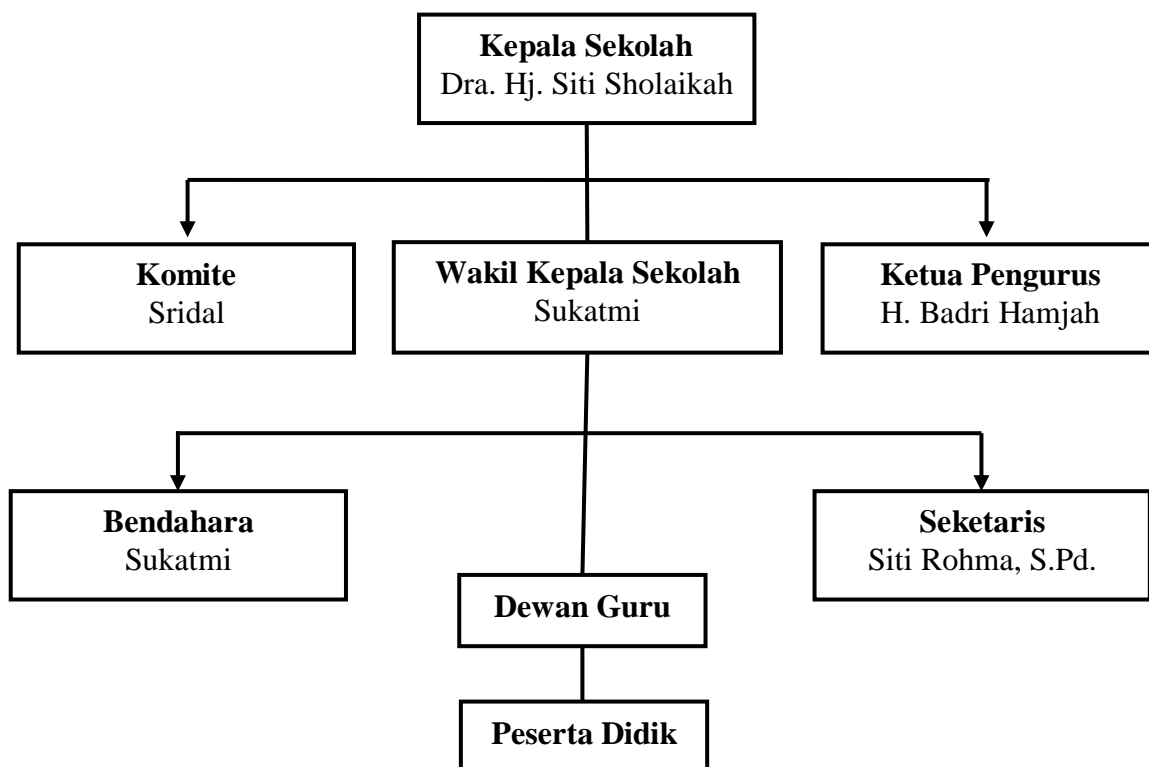 Kepala Sekolah
Dra. Hj. Siti Sholaikah
Komite
Sridal
Wakil Kepala Sekolah
Sukatmi
Ketua Pengurus
H. Badri Hamjah
Bendahara
Sukatmi
Seketaris
Siti Rohma, S.Pd.
Dewan Guru
Peserta Didik